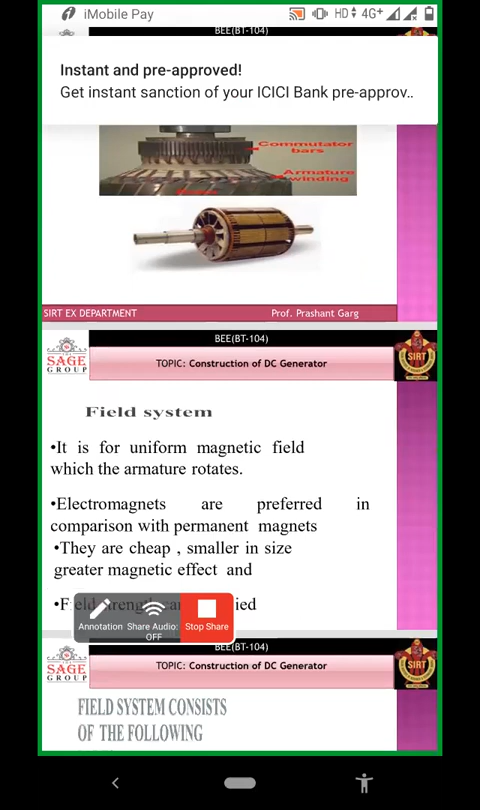 iMobile Pay
HD 4G+
BEE(BT-104)
Instant and pre-approved!
Get instant sanction of your ICICI Bank pre-approv..
Commutator
bars
Armature
winding
SIRT EX DEPARTMENT
Prof. Prashant Garg
BEE(BT-104)
SAGE
GROUP
TOPIC: Construction of DC Generator
SIRT
Field system
•It is for uniform magnetic field
which the armature rotates.
•Electromagnets are preferred in
comparison with permanent magnets
•They are cheap , smaller in size
greater magnetic effect and
•Field strength
Annotation
Share Audio:
OFF
Stop Share
BEE(BT-104)
SAGE
GROUP
TOPIC: Construction of DC Generator
SIRT
FIELD SYSTEM CONSISTS
OF THE FOLLOWING